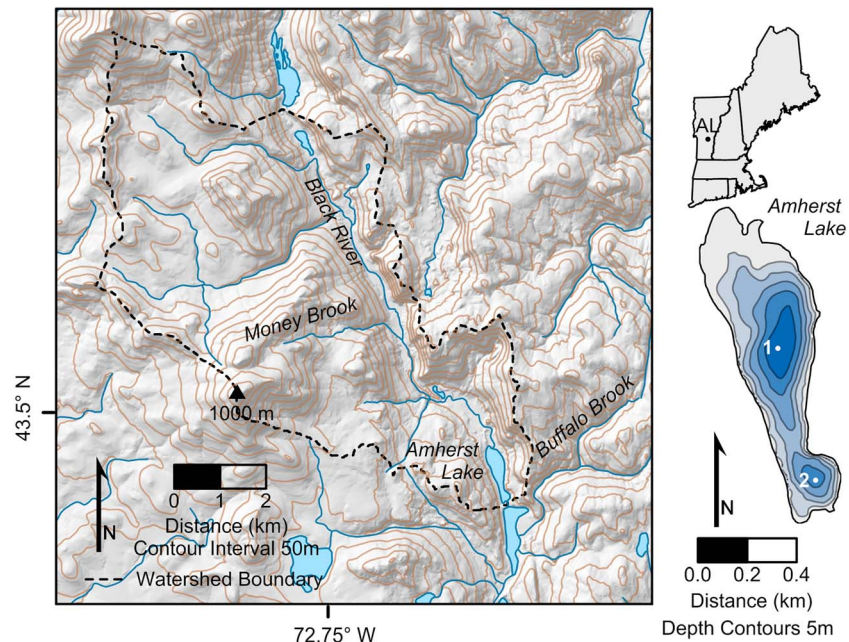 Black River
Money Brook
1000 m
43.5° N
Amherst
Lake
Buffalo Brook
0 1 2
Distance (km)
Contour Interval 50m
N
Watershed Boundary
72.75° W
AL
Amherst
Lake
1
2
N
0.0 0.2 0.4
Distance (km)
Depth Contours 5m